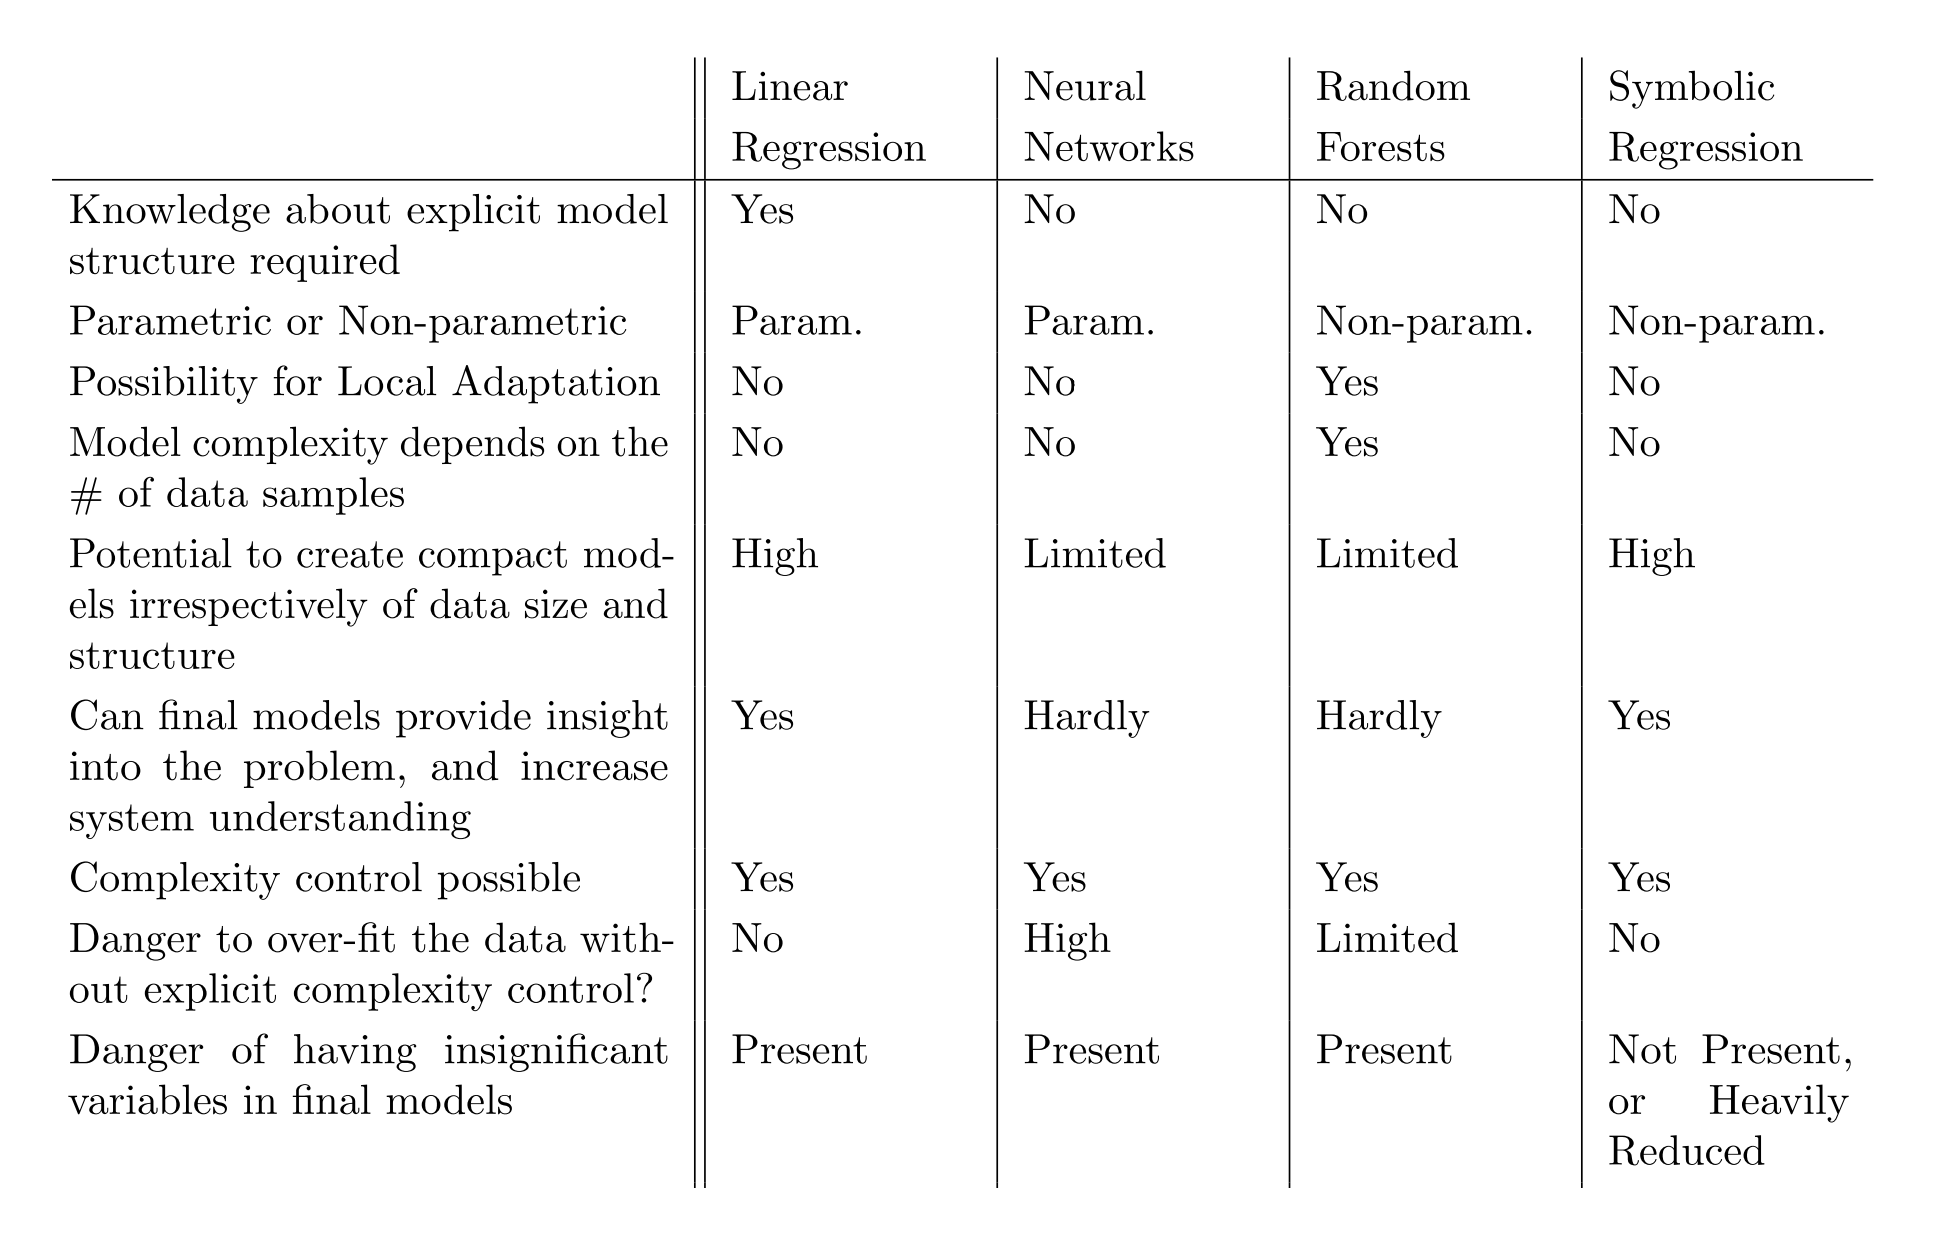 Linear Neural Random Symbolic
Regression Networks Forests Regression
Knowledge about explicit model Yes No No No
structure required
Parametric or Non-parametric Param. Param. Non-param. Non-param.
Possibility for Local Adaptation No No Yes No
Model complexity depends on the No No Yes No
# of data samples
Potential to create compact mod- High Limited Limited High
els irrespectively of data size and
structure
Can final models provide insight Yes Hardly Hardly Yes
into the problem, and increase
system understanding
Complexity control possible Yes Yes Yes Yes
Danger to over-fit the data with- No High Limited No
out explicit complexity control?
Danger of having insignificant Present Present Present Not Present,
variables in final models or Heavily
Reduced